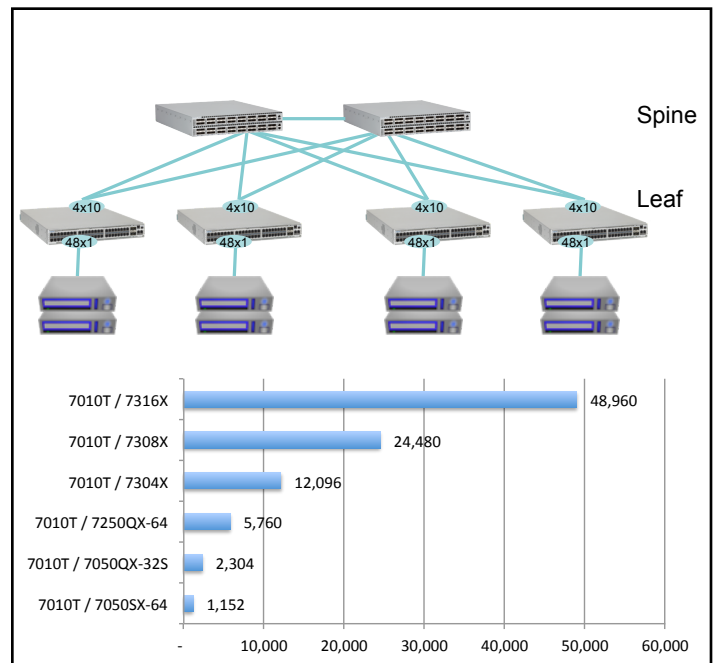 Spine
Leaf
4x10 4x10 4x10 4x10
48x1 48x1 48x1 48x1
7010T / 7316X 48,960
7010T / 7308X 24,480
7010T / 7304X 12,096
7010T / 7250QX-64 5,760
7010T / 7050QX-32S 2,304
7010T / 7050SX-64 1,152
- 10,000 20,000 30,000 40,000 50,000 60,000